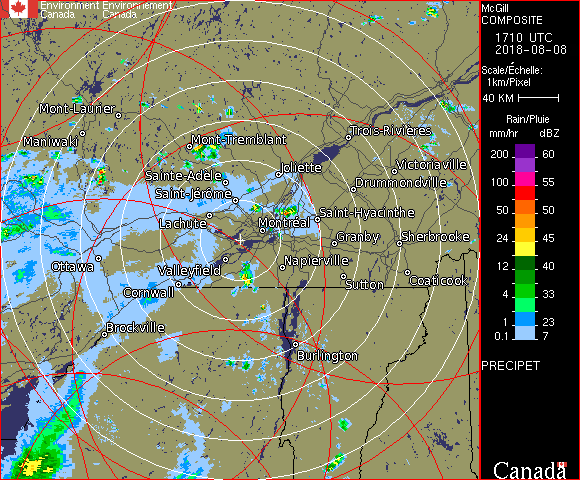 Environment Environnement
Canada Canada
McGill
COMPOSITE
1710 UTC
2018-08-08
Scale/Échelle:
1km/Pixel
40 KM
Rain/Pluie
mm/hr dBZ
200 60
100 55
50 50
24 45
12 40
4 33
1 23
0.1 7
PRECIPET
Canada
Mont-Laurier
Maniwaki
Mont-Tremblant
Trois-Rivières
Joliette
Victoriaville
Sainte-Adèle
Drummondville
Saint-Jérôme
Saint-Hyacinthe
Lachute
Montréal
Granby
Sherbrooke
Ottawa
Valleyfield
Napierville
Sutton
Coaticook
Cornwall
Brockville
Burlington